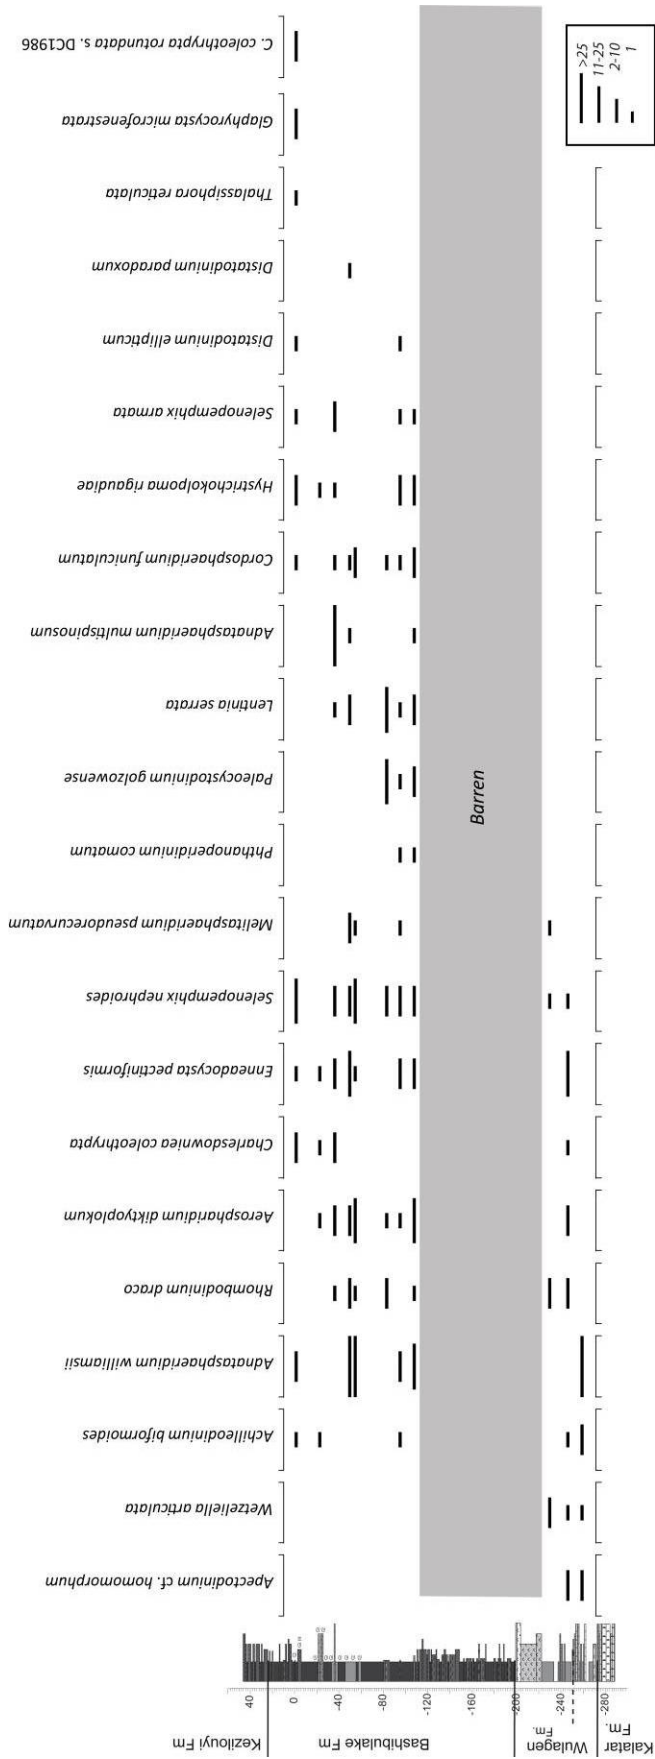 C. coleothrypta rotundata s. DC1986
Glaphyrocysta microfenestrata
Thalassiphora reticulata
Distatodinium paradoxum
Distatodinium ellipticum
Selenopemphix armata
Hystrichokolpoma rigaudiae
Cordosphaeridium funiculatum
Adnatasphaeridium multispinosum
Lentinia serrata
Paleocystodinium golzowense
Phthanoperidinium comatum
Melitasphaeridium pseudorecurvatum
Selenopemphix nephroides
Enneadocysta pectiniformis
Charlesdowniea coleothrypta
Aerospharidium diktyoplokum
Rhombodinium draco
Adnatasphaeridium williamsii
Achilleodinium biformoides
Wetzeliella articulata
Apectodinium cf. homomorphum
>25
11-25
2-10
1
Barren
40
0
-40
-80
-120
-160
-200
-240
-280
Kezilouyi Fm
Bashibulake Fm
Wulagen
Fm.
Kalatar
Fm.